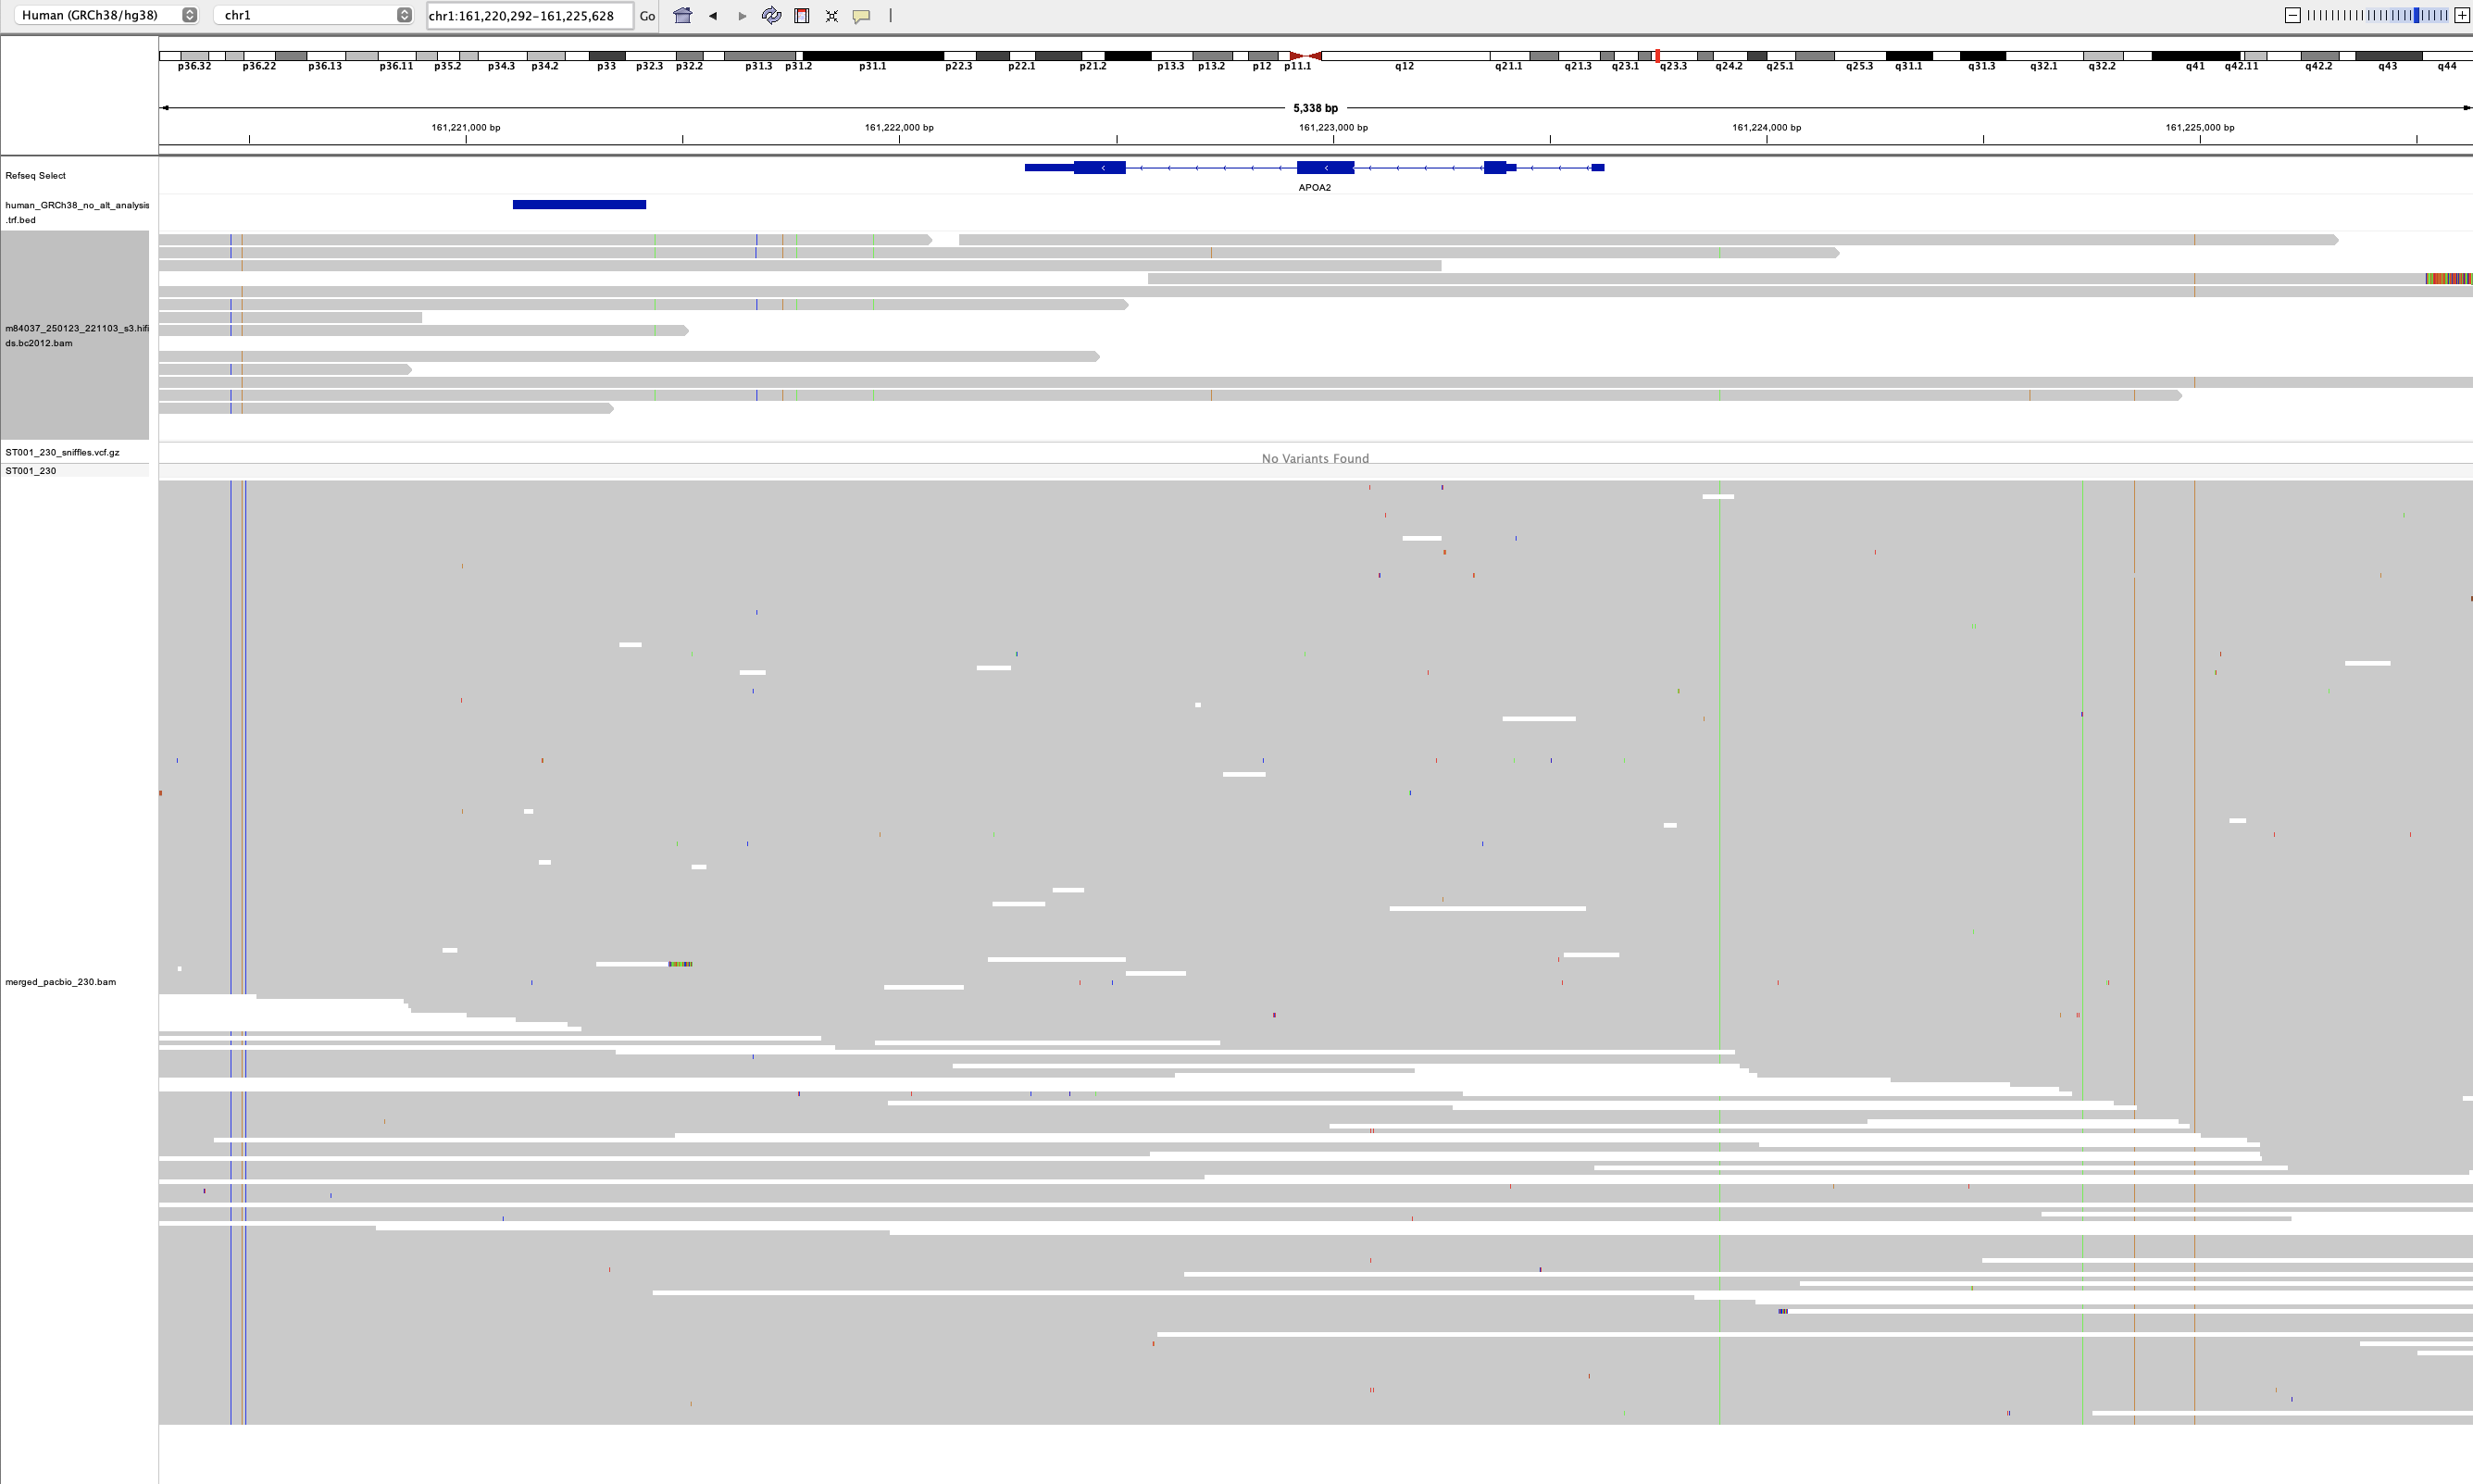 Human (GRCh38/hg38) chr1 chr1:161,220,292-161,225,628 Go
p36.32 p36.22 p36.13 p36.11 p35.2 p34.3 p34.2 p33 p32.3 p32.2 p31.3 p31.2 p31.1 p22.3 p22.1 p21.2 p13.3 p13.2 p12 p11.1 q12 q21.1 q21.3 q23.1 q23.3 q24.2 q25.1 q25.3 q31.1 q31.3 q32.1 q32.2 q41 q42.11 q42.2 q43 q44
5,338 bp
161,221,000 bp 161,222,000 bp 161,223,000 bp 161,224,000 bp 161,225,000 bp
Refseq Select
APOA2
human_GRCh38_no_alt_analysis
.trf.bed
m84037_250123_221103_s3.hifi
ds.bc2012.bam
ST001_230_sniffles.vcf.gz
No Variants Found
ST001_230
merged_pacbio_230.bam